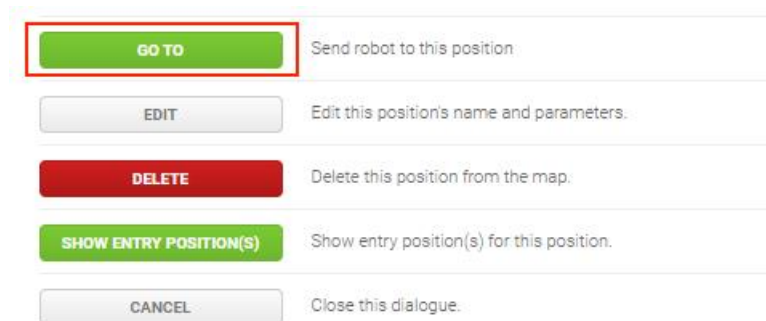 GO TO Send robot to this position
EDIT Edit this position's name and parameters.
DELETE Delete this position from the map.
SHOW ENTRY POSITION(S) Show entry position(s) for this position.
CANCEL Close this dialogue.